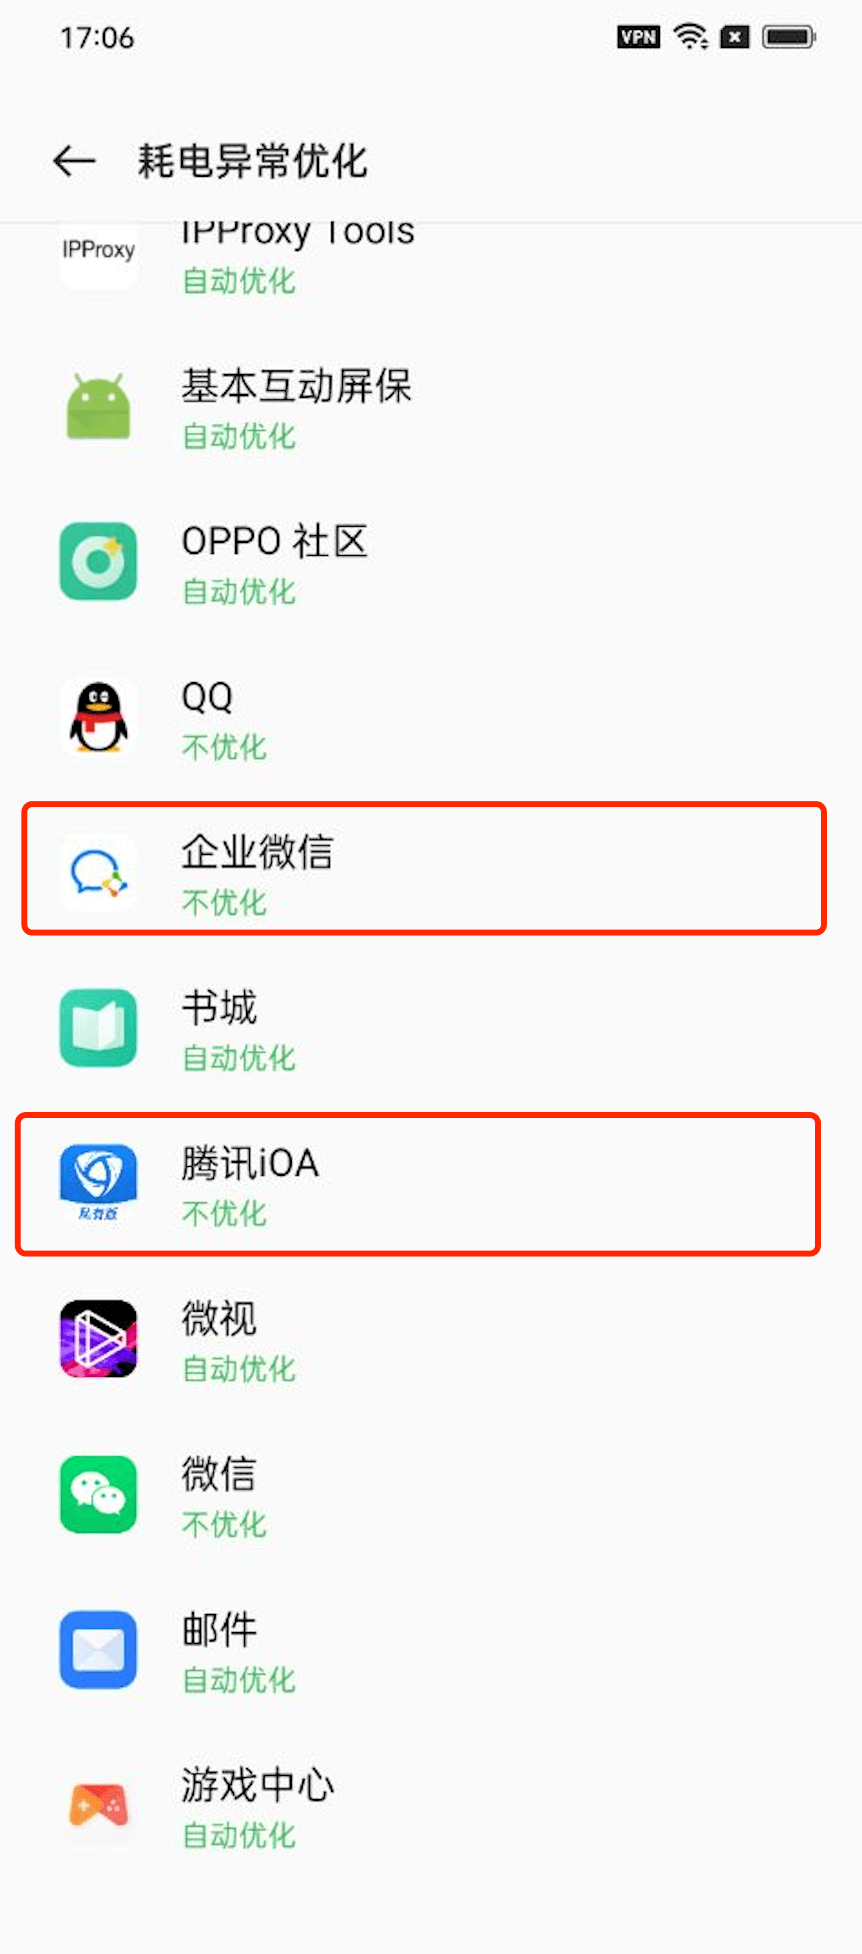 17:06
VPN
耗电异常优化
IPProxy
IPProxy Tools
自动优化
基本互动屏保
自动优化
OPPO 社区
自动优化
QQ
不优化
企业微信
不优化
书城
自动优化
腾讯iOA
私有版
不优化
微视
自动优化
微信
不优化
邮件
自动优化
游戏中心
自动优化